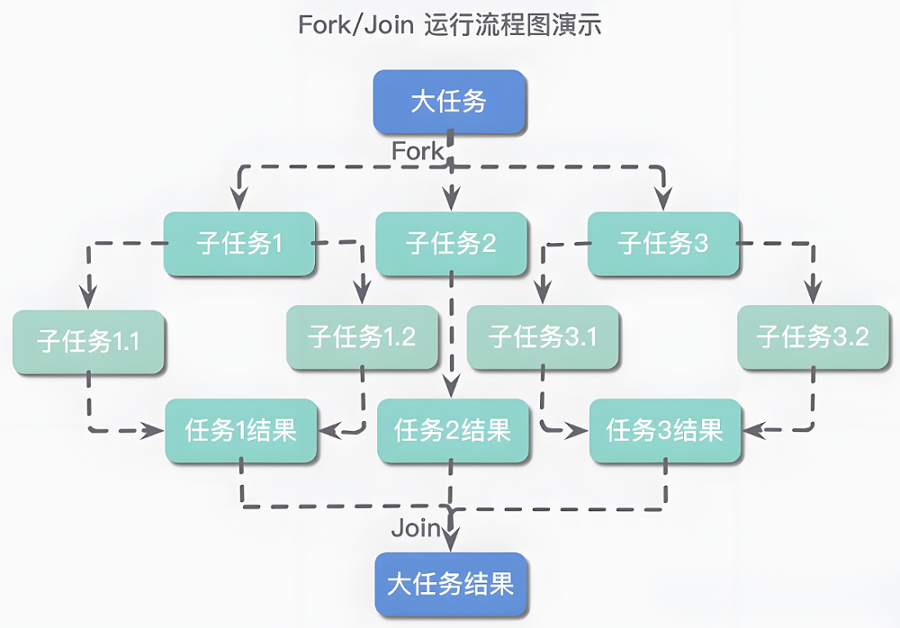 Fork/Join 运行流程图演示
大任务
Fork
子任务1
子任务2
子任务3
子任务1.1
子任务1.2
子任务3.1
子任务3.2
任务1结果
任务2结果
任务3结果
Join
大任务结果